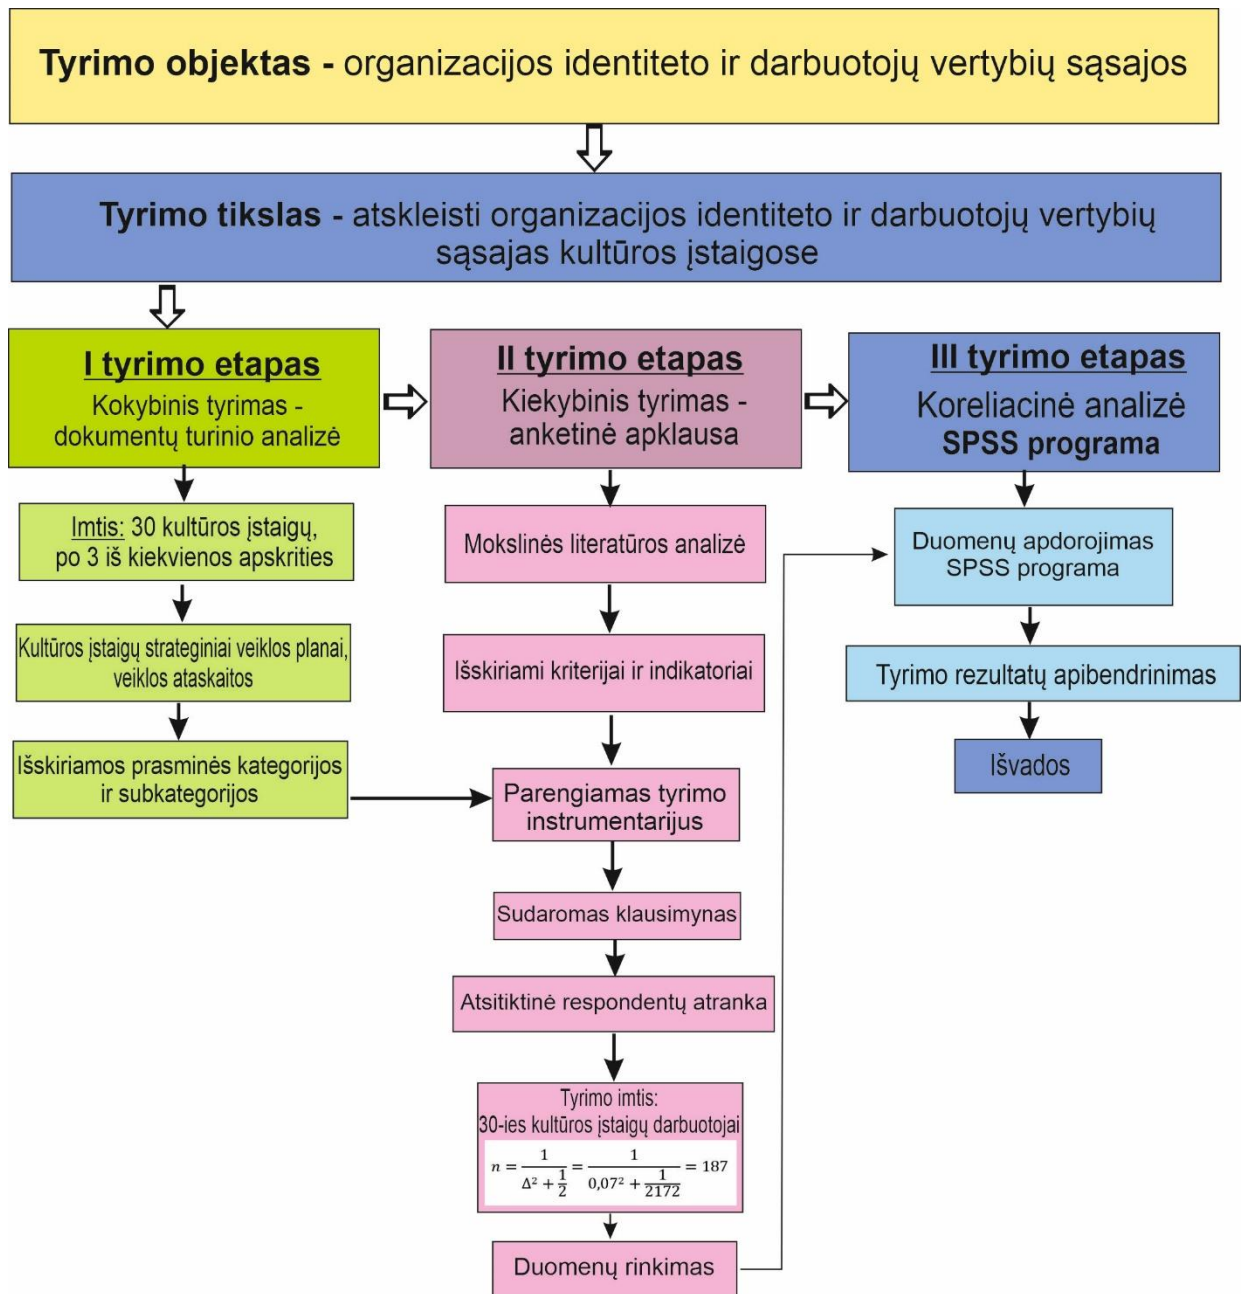 Tyrimo objektas - organizacijos identiteto ir darbuotojų vertybių sąsajos
Tyrimo tikslas - atskleisti organizacijos identiteto ir darbuotojų vertybių
sąsajas kultūros įstaigose
I tyrimo etapas
Kokybinis tyrimas -
dokumentų turinio analizė
Imtis: 30 kultūros įstaigų,
po 3 iš kiekvienos apskrities
Kultūros įstaigų strateginiai veiklos planai,
veiklos ataskaitos
Išskiriamos prasminės kategorijos
ir subkategorijos
II tyrimo etapas
Kiekybinis tyrimas -
anketinė apklausa
Mokslinės literatūros analizė
Išskiriami kriterijai ir indikatoriai
Parengiamas tyrimo
instrumentarijus
Sudaromas klausimynas
Atsitiktinė respondentų atranka
Tyrimo imtis:
30-ies kultūros įstaigų darbuotojai
n = 1 / (Δ² + 1/2) = 1 / (0,07² + 1/2172) = 187
Duomenų rinkimas
III tyrimo etapas
Koreliacinė analizė
SPSS programa
Duomenų apdorojimas
SPSS programa
Tyrimo rezultatų apibendrinimas
Išvados